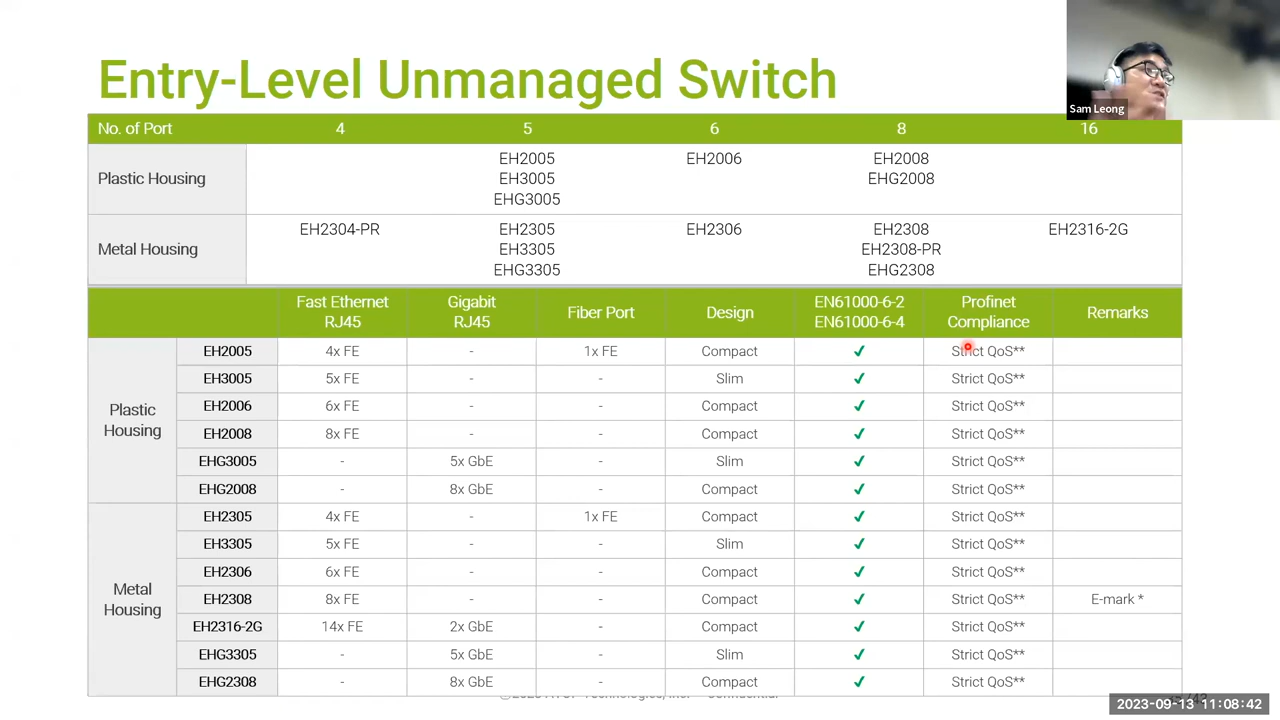 Entry-Level Unmanaged Switch
Sam Leong
No. of Port 4 5 6 8 16
Plastic Housing
EH2005 EH2006 EH2008
EH3005 EHG2008
EHG3005
Metal Housing
EH2304-PR EH2305 EH2306 EH2308 EH2316-2G
EH3305 EH2308-PR
EHG3305 EHG2308
Fast Ethernet RJ45 Gigabit RJ45 Fiber Port Design EN61000-6-2 EN61000-6-4 Profinet Compliance Remarks
Plastic Housing
EH2005 4x FE - 1x FE Compact ✔ Strict QoS**
EH3005 5x FE - - Slim ✔ Strict QoS**
EH2006 6x FE - - Compact ✔ Strict QoS**
EH2008 8x FE - - Compact ✔ Strict QoS**
EHG3005 - 5x GbE - Slim ✔ Strict QoS**
EHG2008 - 8x GbE - Compact ✔ Strict QoS**
Metal Housing
EH2305 4x FE - 1x FE Compact ✔ Strict QoS**
EH3305 5x FE - - Slim ✔ Strict QoS**
EH2306 6x FE - - Compact ✔ Strict QoS**
EH2308 8x FE - - Compact ✔ Strict QoS** E-mark *
EH2316-2G 14x FE 2x GbE - Compact ✔ Strict QoS**
EHG3305 - 5x GbE - Slim ✔ Strict QoS**
EHG2308 - 8x GbE - Compact ✔ Strict QoS**
2023-09-13 11:08:42